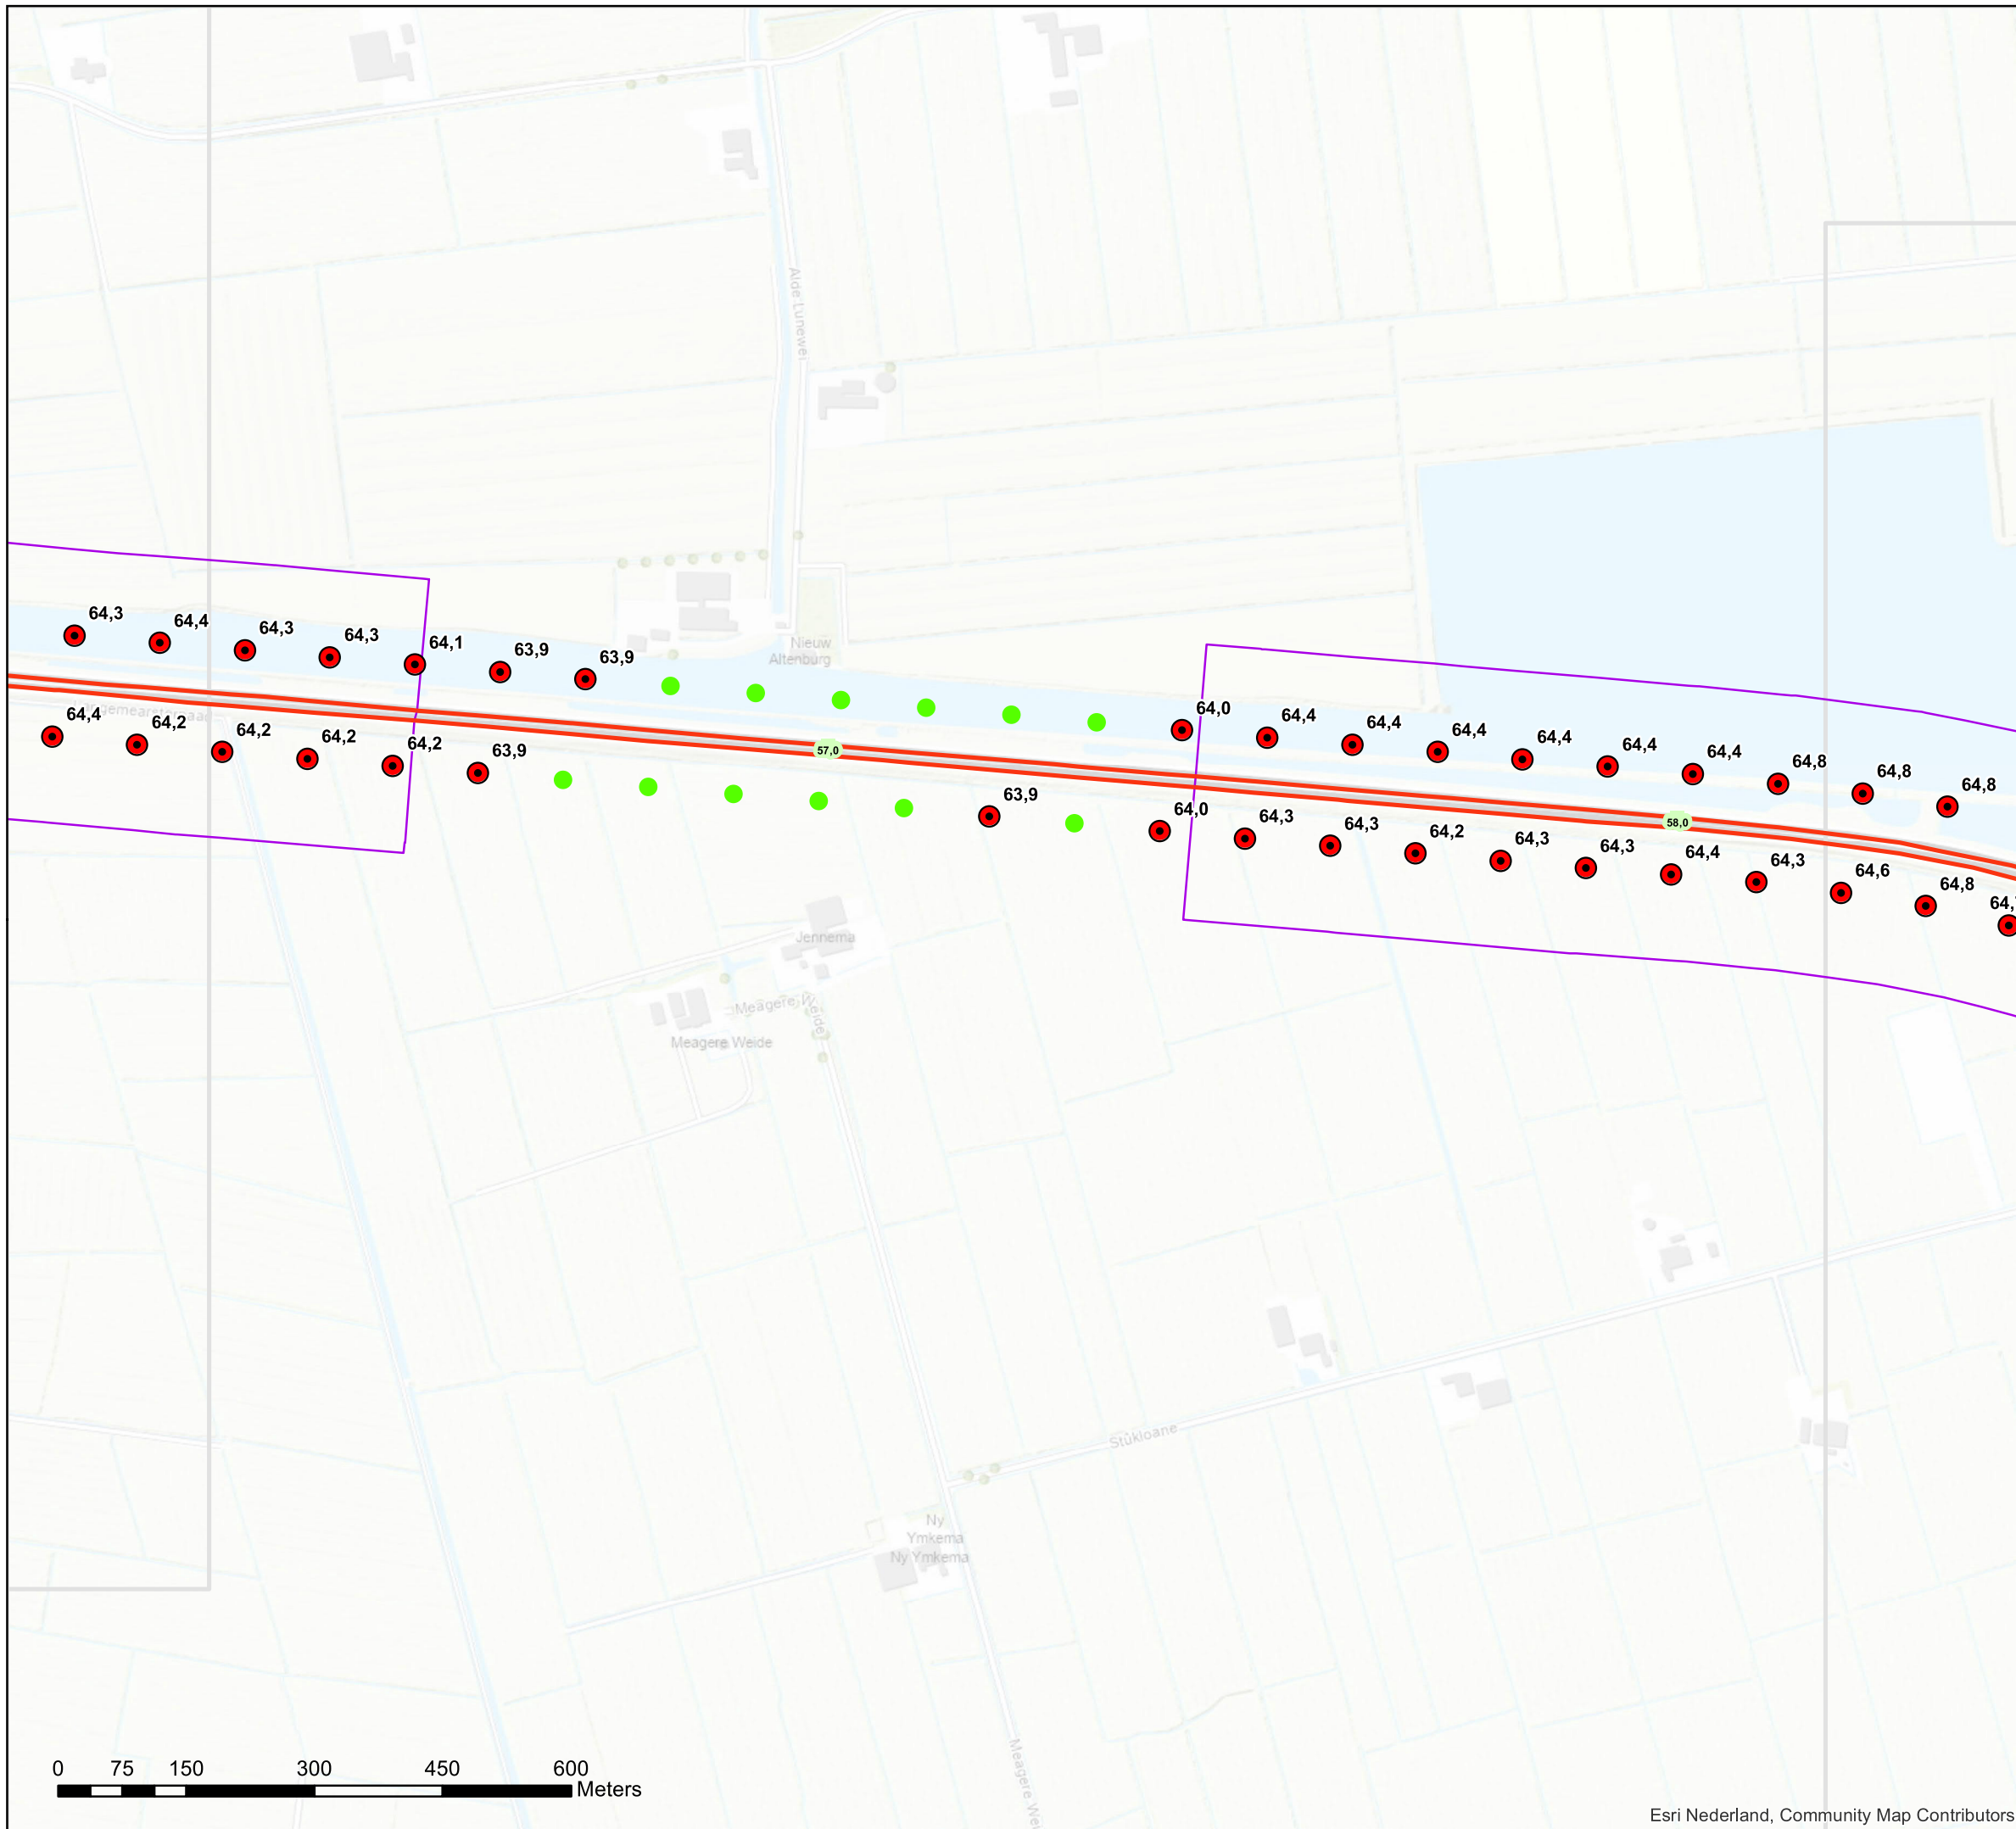 Alde Lunewei
64,3
64,4
64,3
64,3
64,1
63,9
63,9
Nieuw
Altenburg
64,4
64,2
64,2
64,2
64,2
63,9
57,0
63,9
64,0
64,4
64,4
64,4
64,4
64,4
64,4
64,8
64,8
64,8
64,0
64,3
64,3
64,2
64,3
64,3
64,4
64,3
64,6
64,8
58,0
Jennema
Meagere Weide
Meagere Weide
Stûkloane
Ny
Ymkema
Ny Ymkema
0 75 150 300 450 600
Meters
Esri Nederland, Community Map Contributors